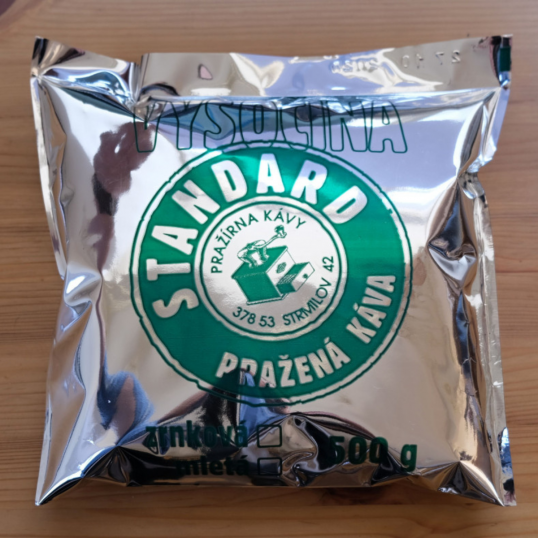 VYSOČINA
STANDARD
PRAŽÍRNA KÁVY
378 53 STRMILOV 42
PRAŽENÁ KÁVA
zrnková
mletá
500 g